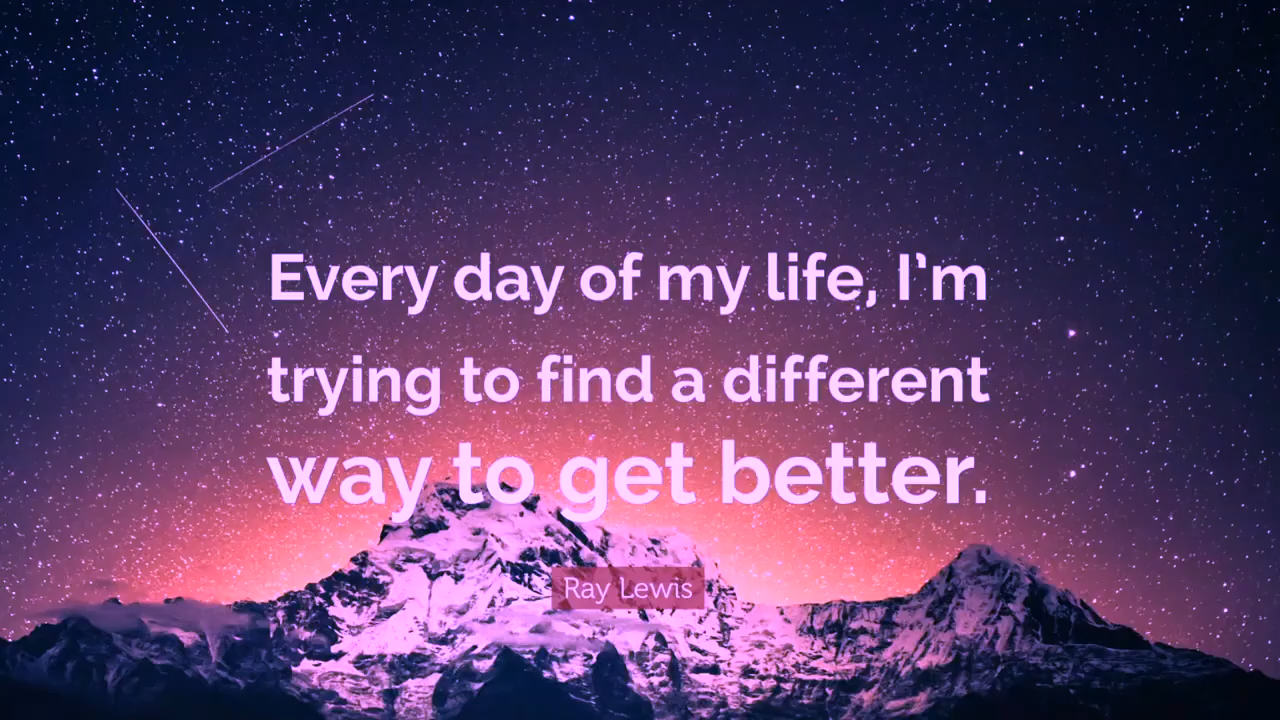 Every day of my life, I’m
trying to find a different
way to get better.
Ray Lewis